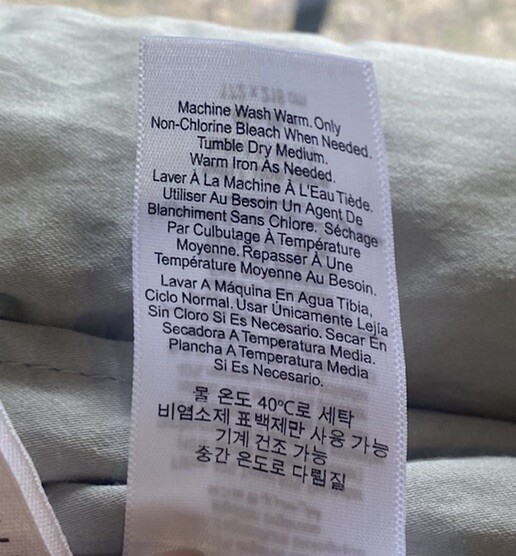 Machine Wash Warm. Only
Non-Chlorine Bleach When Needed.
Tumble Dry Medium.
Warm Iron As Needed.
Laver À La Machine À L'Eau Tiède.
Utiliser Au Besoin Un Agent De
Blanchiment Sans Chlore. Séchage
Par Culbutage À Température
Moyenne. Repasser À Une
Température Moyenne Au Besoin.
Lavar A Máquina En Agua Tibia,
Ciclo Normal. Usar Únicamente Lejía
Sin Cloro Si Es Necesario. Secar En
Secadora A Temperatura Media.
Plancha A Temperatura Media
Si Es Necesario.
물 온도 40ºC로 세탁
비염소제 표백제만 사용 가능
기계 건조 가능
중간 온도로 다림질